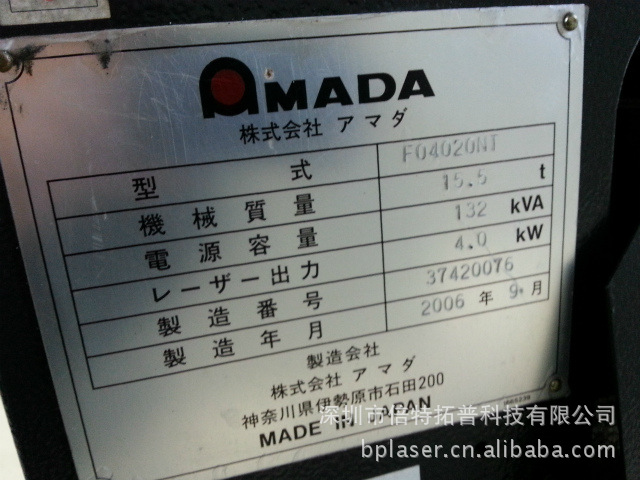 AMADA
株式会社 アマダ
型式 FO4020NT
機械質量 15.5 t
電源容量 132 kVA
レーザー出力 4.0 kW
製造番号 37420076
製造年月 2006 年 9 月
製造会社
株式会社 アマダ
神奈川県伊勢原市石田200
MADE IN JAPAN
深圳市倍特拓普科技有限公司
bplaser.cn.alibaba.com